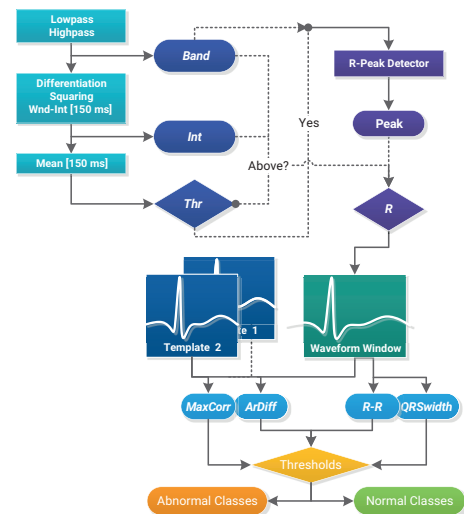 Lowpass
Highpass
Band
R-Peak Detector
Differentiation
Squaring
Wnd-Int [150 ms]
Yes
Peak
Int
Mean [150 ms]
Above?
Thr
R
te 1
Template 2
Waveform Window
MaxCorr
ArDiff
R-R
QRSwidth
Thresholds
Abnormal Classes
Normal Classes